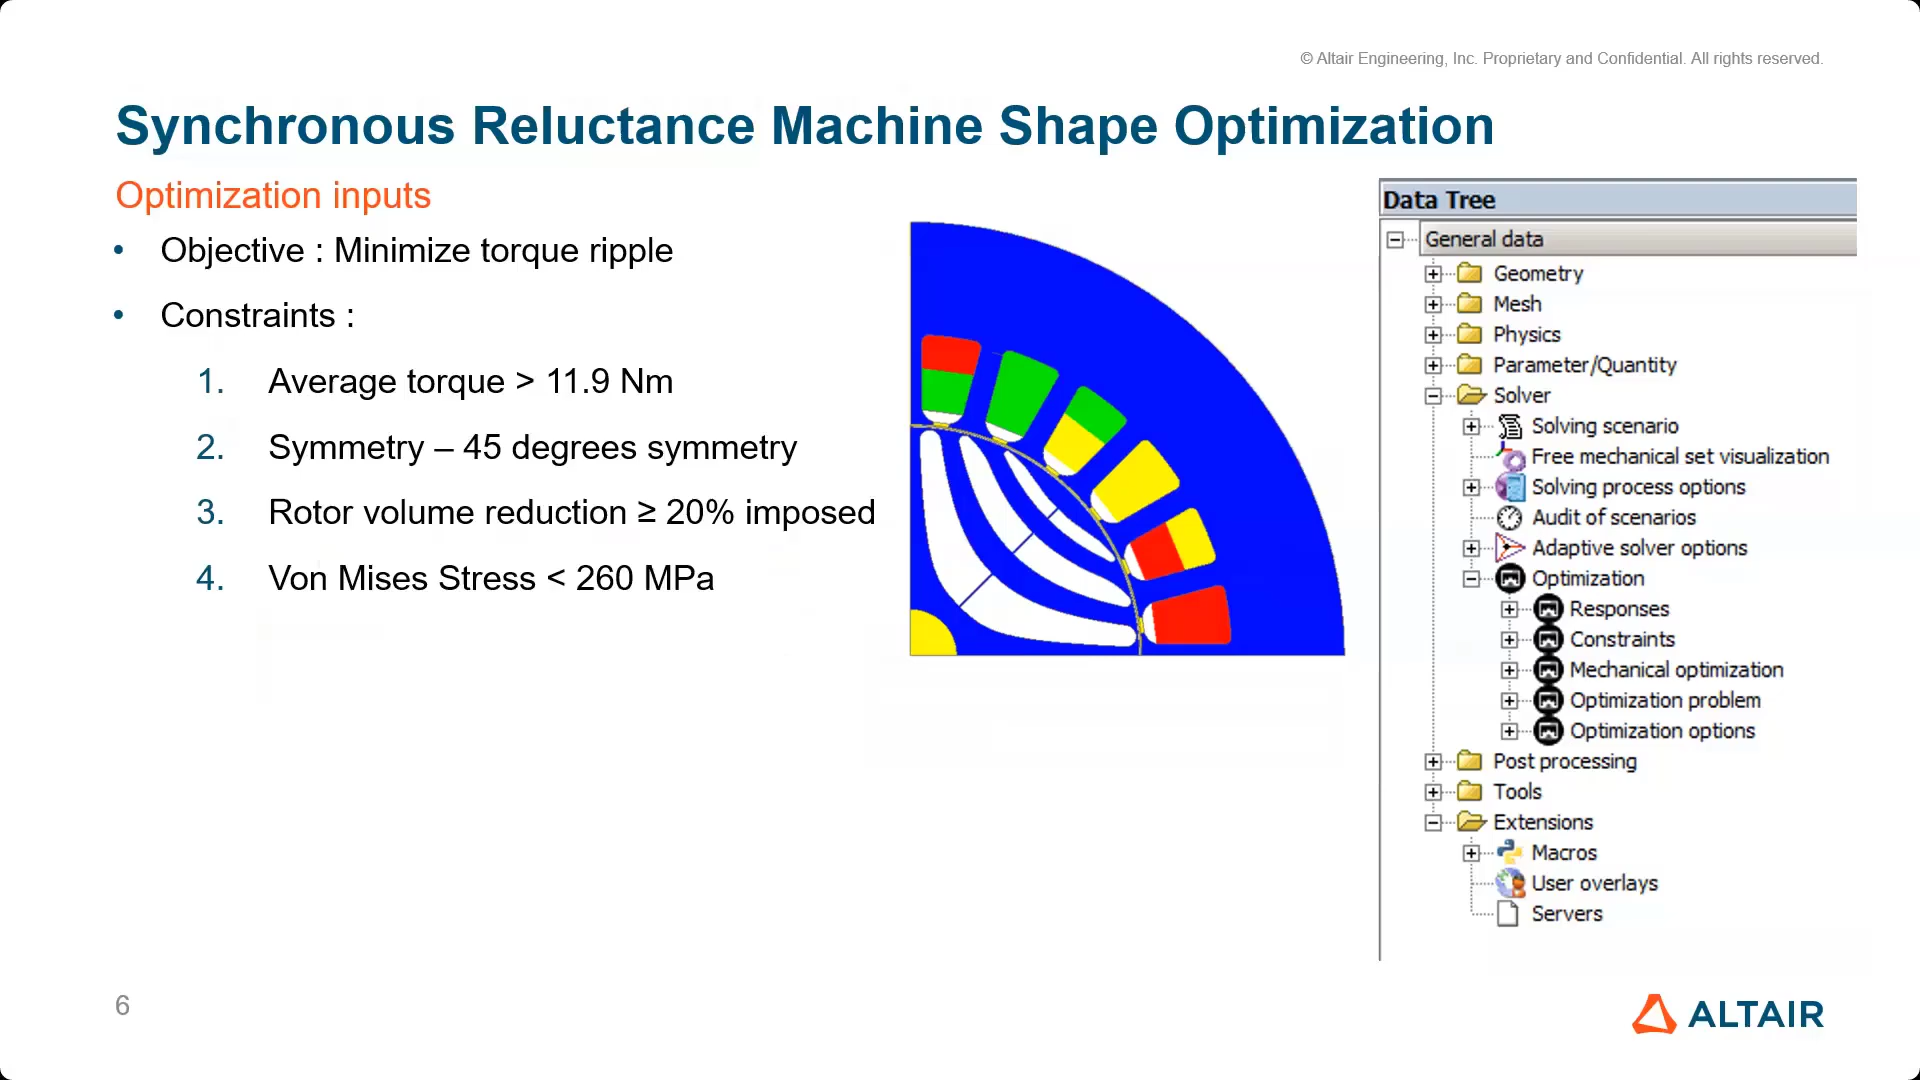 © Altair Engineering, Inc. Proprietary and Confidential. All rights reserved.
Synchronous Reluctance Machine Shape Optimization
Optimization inputs
• Objective : Minimize torque ripple
• Constraints :
1. Average torque > 11.9 Nm
2. Symmetry – 45 degrees symmetry
3. Rotor volume reduction ≥ 20% imposed
4. Von Mises Stress < 260 MPa
Data Tree
General data
Geometry
Mesh
Physics
Parameter/Quantity
Solver
Solving scenario
Free mechanical set visualization
Solving process options
Audit of scenarios
Adaptive solver options
Optimization
Responses
Constraints
Mechanical optimization
Optimization problem
Optimization options
Post processing
Tools
Extensions
Macros
User overlays
Servers
6
ALTAIR